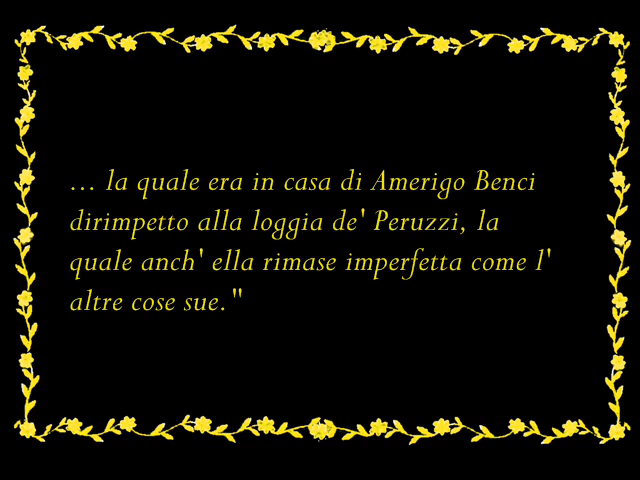 ... la quale era in casa di Amerigo Benci
dirimpetto alla loggia de' Peruzzi, la
quale anch' ella rimase imperfetta come l'
altre cose sue."